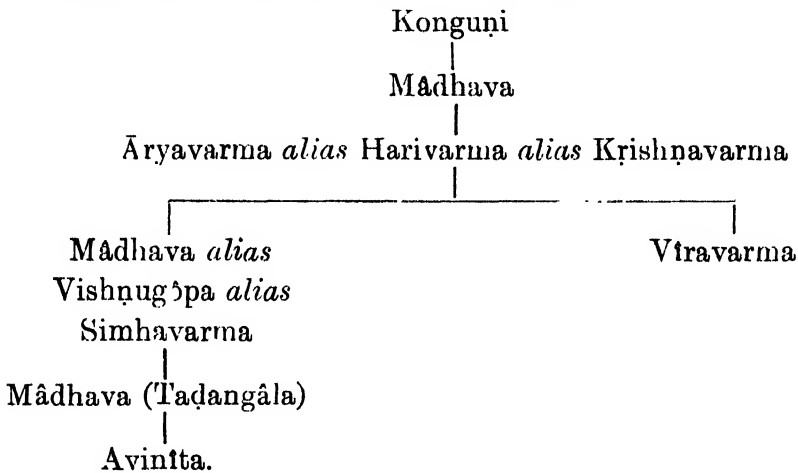 Konguṇi
Mâdhava
Āryavarma alias Harivarma alias Kṛishṇavarma
Mâdhava alias
Vîravarma
Vishṇugôpa alias
Simhavarma
Mâdhava (Taḍangâla)
Avinîta.